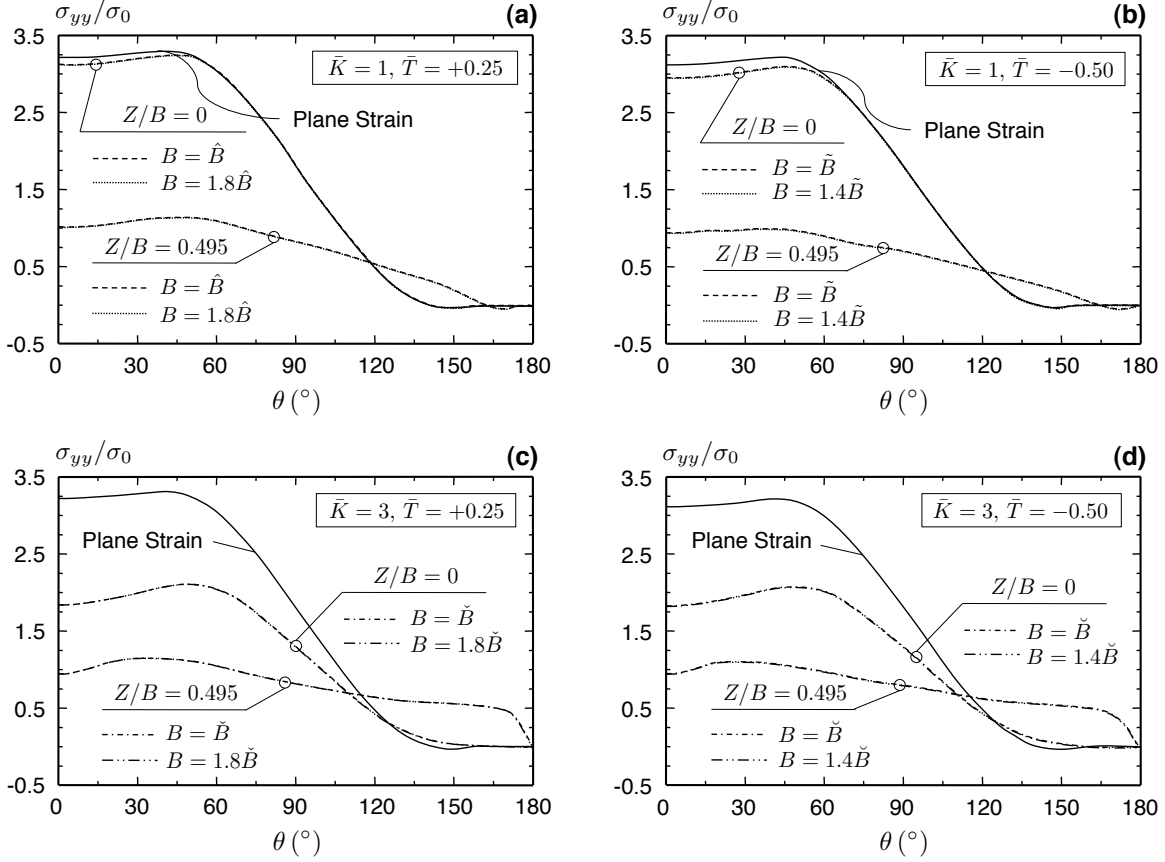 σ_yy/σ_0 (a)
3.5
2.5
1.5
0.5
-0.5
K̄ = 1, T̄ = +0.25
Z/B = 0
Plane Strain
B = B̂
B = 1.8B̂
Z/B = 0.495
B = B̂
B = 1.8B̂
0 30 60 90 120 150 180
θ (°)
σ_yy/σ_0 (b)
3.5
2.5
1.5
0.5
-0.5
K̄ = 1, T̄ = −0.50
Z/B = 0
Plane Strain
B = B̃
B = 1.4B̃
Z/B = 0.495
B = B̃
B = 1.4B̃
0 30 60 90 120 150 180
θ (°)
σ_yy/σ_0 (c)
3.5
2.5
1.5
0.5
-0.5
K̄ = 3, T̄ = +0.25
Plane Strain
Z/B = 0
B = B̌
B = 1.8B̌
Z/B = 0.495
B = B̌
B = 1.8B̌
0 30 60 90 120 150 180
θ (°)
σ_yy/σ_0 (d)
3.5
2.5
1.5
0.5
-0.5
K̄ = 3, T̄ = −0.50
Plane Strain
Z/B = 0
B = B̆
B = 1.4B̆
Z/B = 0.495
B = B̆
B = 1.4B̆
0 30 60 90 120 150 180
θ (°)